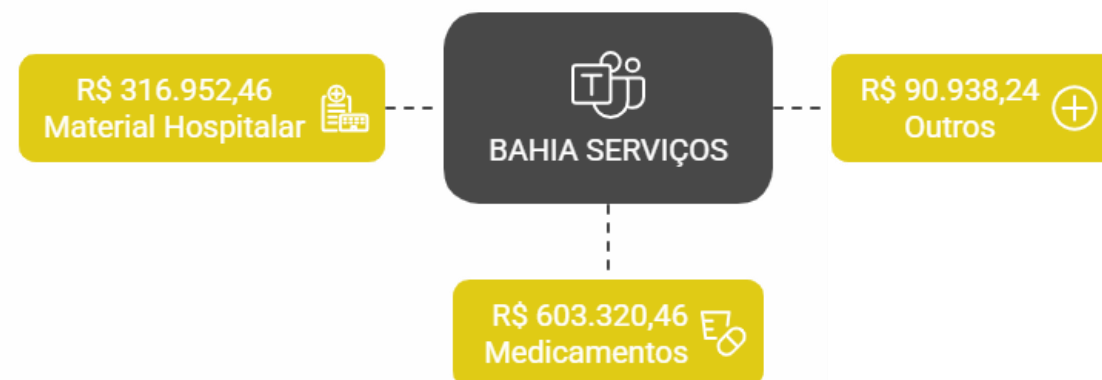 R$ 316.952,46
Material Hospitalar
T
BAHIA SERVIÇOS
R$ 90.938,24
Outros
R$ 603.320,46
Medicamentos